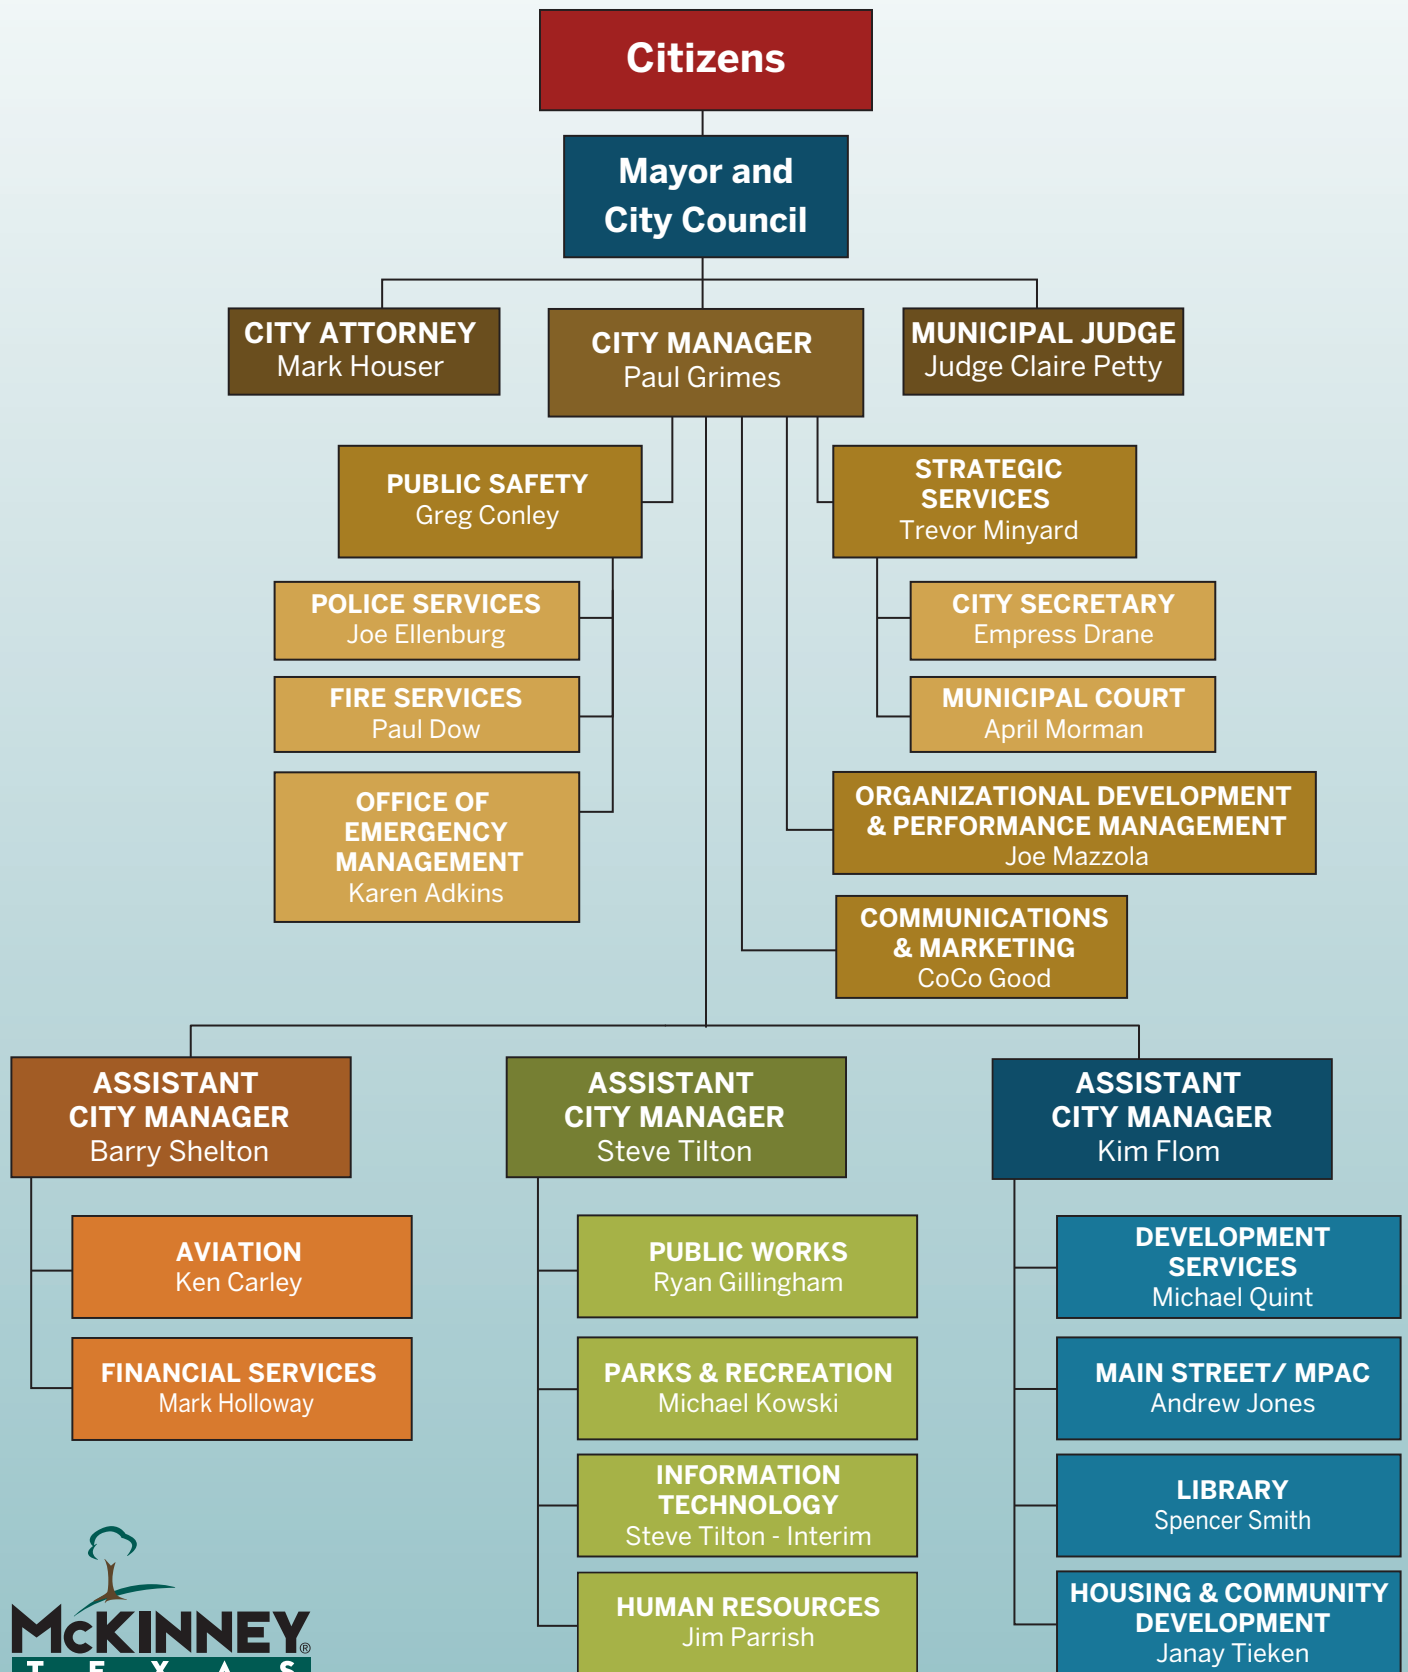 Citizens
Mayor and
City Council
CITY ATTORNEY
Mark Houser
CITY MANAGER
Paul Grimes
MUNICIPAL JUDGE
Judge Claire Petty
PUBLIC SAFETY
Greg Conley
STRATEGIC
SERVICES
Trevor Minyard
POLICE SERVICES
Joe Ellenburg
FIRE SERVICES
Paul Dow
OFFICE OF
EMERGENCY
MANAGEMENT
Karen Adkins
CITY SECRETARY
Empress Drane
MUNICIPAL COURT
April Morman
ORGANIZATIONAL DEVELOPMENT
& PERFORMANCE MANAGEMENT
Joe Mazzola
COMMUNICATIONS
& MARKETING
CoCo Good
ASSISTANT
CITY MANAGER
Barry Shelton
AVIATION
Ken Carley
FINANCIAL SERVICES
Mark Holloway
ASSISTANT
CITY MANAGER
Steve Tilton
PUBLIC WORKS
Ryan Gillingham
PARKS & RECREATION
Michael Kowski
INFORMATION
TECHNOLOGY
Steve Tilton - Interim
HUMAN RESOURCES
Jim Parrish
ASSISTANT
CITY MANAGER
Kim Flom
DEVELOPMENT
SERVICES
Michael Quint
MAIN STREET/ MPAC
Andrew Jones
LIBRARY
Spencer Smith
HOUSING & COMMUNITY
DEVELOPMENT
Janay Tieken
McKINNEY®
TEXAS